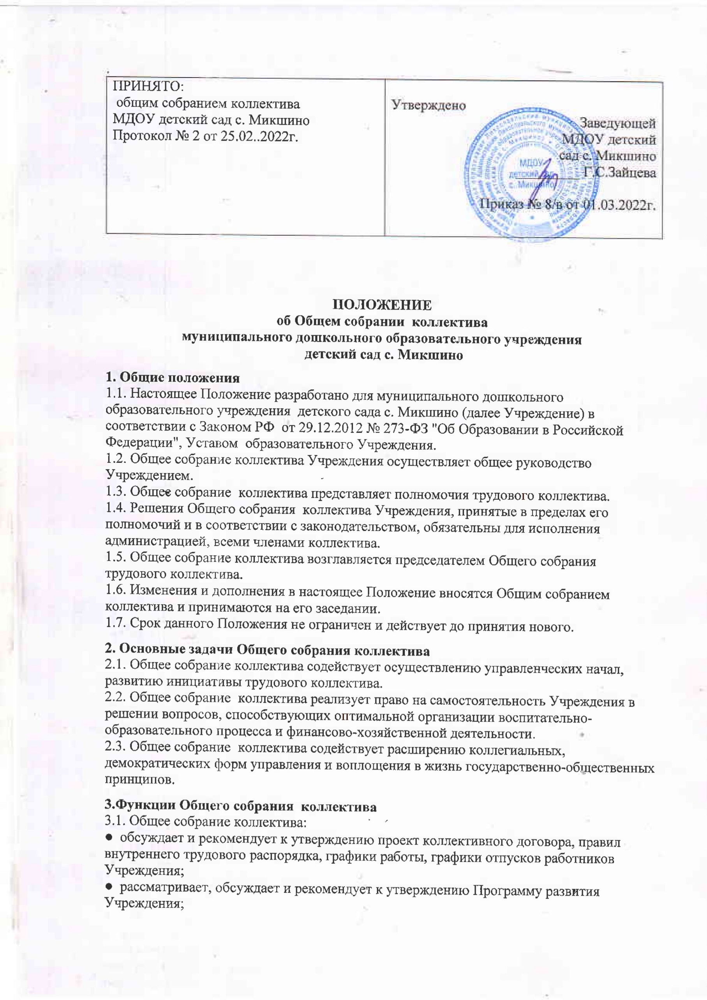 ПРИНЯТО:
общим собранием коллектива
МДОУ детский сад с. Микшино
Протокол № 2 от 25.02..2022г.
Утверждено
Заведующей
МДОУ детский
сад с. Микшино
Г.С.Зайцева
Приказ № 8/в от 01.03.2022г.
МДОУ
детский сад
с. Микшино
ПОЛОЖЕНИЕ
об Общем собрании коллектива
муниципального дошкольного образовательного учреждения
детский сад с. Микшино
1. Общие положения
1.1. Настоящее Положение разработано для муниципального дошкольного
образовательного учреждения детского сада с. Микшино (далее Учреждение) в
соответствии с Законом РФ от 29.12.2012 № 273-ФЗ "Об Образовании в Российской
Федерации", Уставом образовательного Учреждения.
1.2. Общее собрание коллектива Учреждения осуществляет общее руководство
Учреждением.
1.3. Общее собрание коллектива представляет полномочия трудового коллектива.
1.4. Решения Общего собрания коллектива Учреждения, принятые в пределах его
полномочий и в соответствии с законодательством, обязательны для исполнения
администрацией, всеми членами коллектива.
1.5. Общее собрание коллектива возглавляется председателем Общего собрания
трудового коллектива.
1.6. Изменения и дополнения в настоящее Положение вносятся Общим собранием
коллектива и принимаются на его заседании.
1.7. Срок данного Положения не ограничен и действует до принятия нового.
2. Основные задачи Общего собрания коллектива
2.1. Общее собрание коллектива содействует осуществлению управленческих начал,
развитию инициативы трудового коллектива.
2.2. Общее собрание коллектива реализует право на самостоятельность Учреждения в
решении вопросов, способствующих оптимальной организации воспитательно-
образовательного процесса и финансово-хозяйственной деятельности.
2.3. Общее собрание коллектива содействует расширению коллегиальных,
демократических форм управления и воплощения в жизнь государственно-общественных
принципов.
3.Функции Общего собрания коллектива
3.1. Общее собрание коллектива:
● обсуждает и рекомендует к утверждению проект коллективного договора, правил
внутреннего трудового распорядка, графики работы, графики отпусков работников
Учреждения;
● рассматривает, обсуждает и рекомендует к утверждению Программу развития
Учреждения;